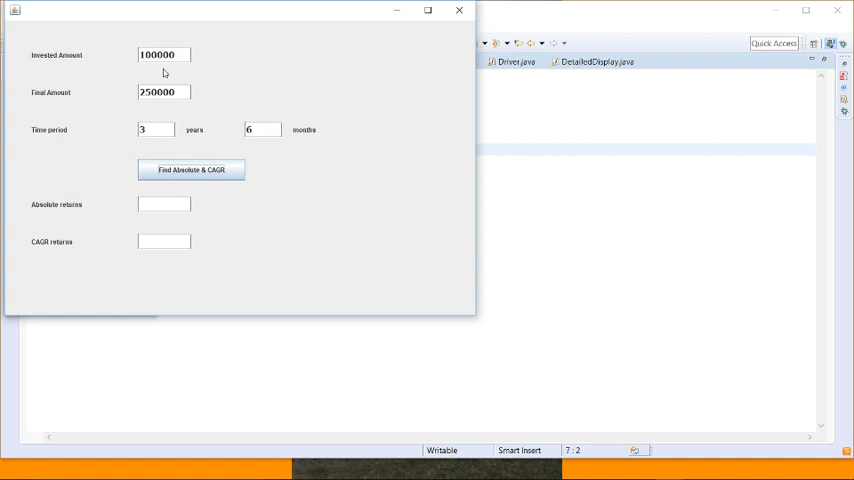 Quick Access
Driver.java DetailedDisplay.java
Invested Amount 100000
Final Amount 250000
Time period 3 years 6 months
Find Absolute & CAGR
Absolute returns
CAGR returns
Writable Smart Insert 7 : 2